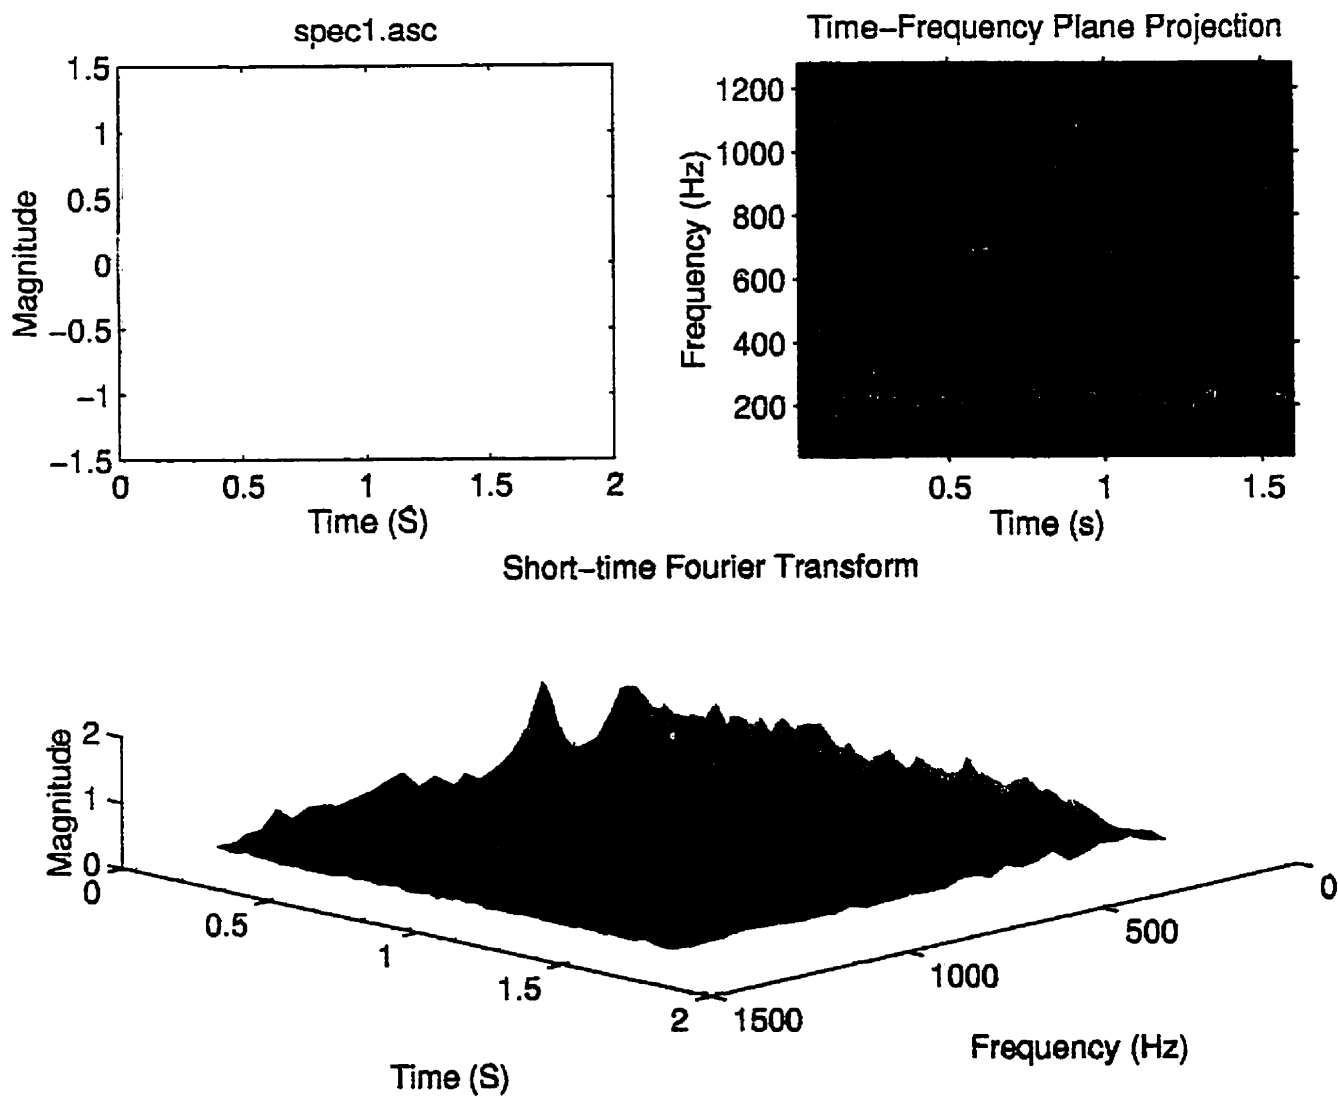 spec1.asc
1.5
1
0.5
0
−0.5
−1
−1.5
Magnitude
0 0.5 1 1.5 2
Time (S)
Time−Frequency Plane Projection
1200
1000
800
600
400
200
Frequency (Hz)
0.5 1 1.5
Time (s)
Short−time Fourier Transform
2
1
0
Magnitude
0
0.5
1
1.5
2
Time (S)
1500
1000
500
0
Frequency (Hz)